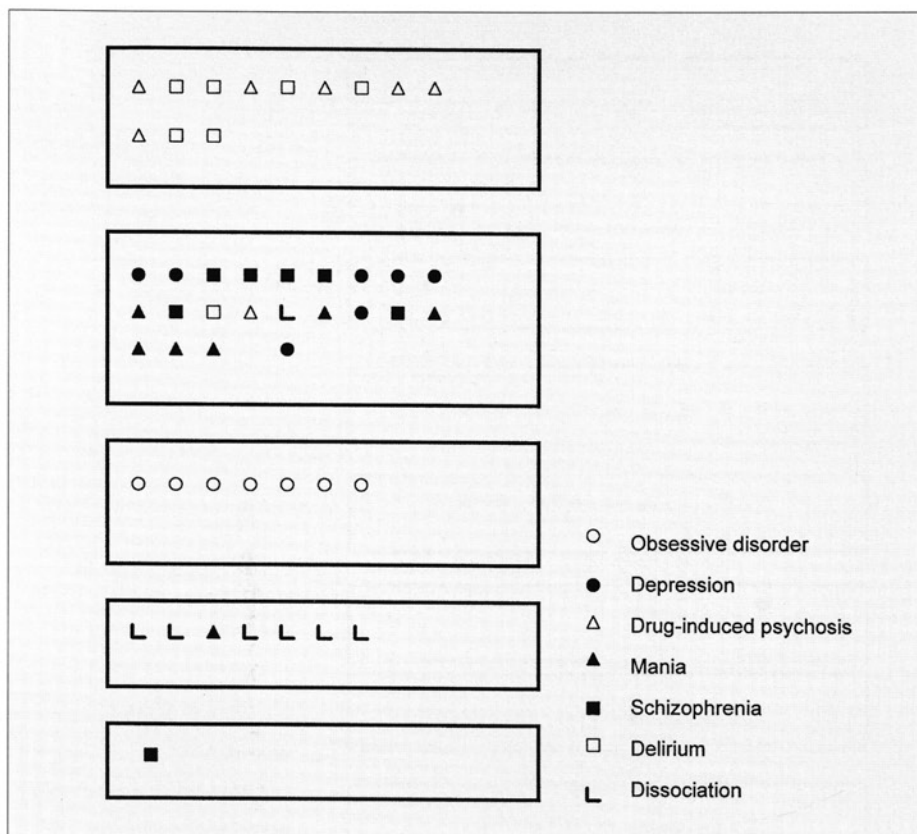 Obsessive disorder
Depression
Drug-induced psychosis
Mania
Schizophrenia
Delirium
Dissociation